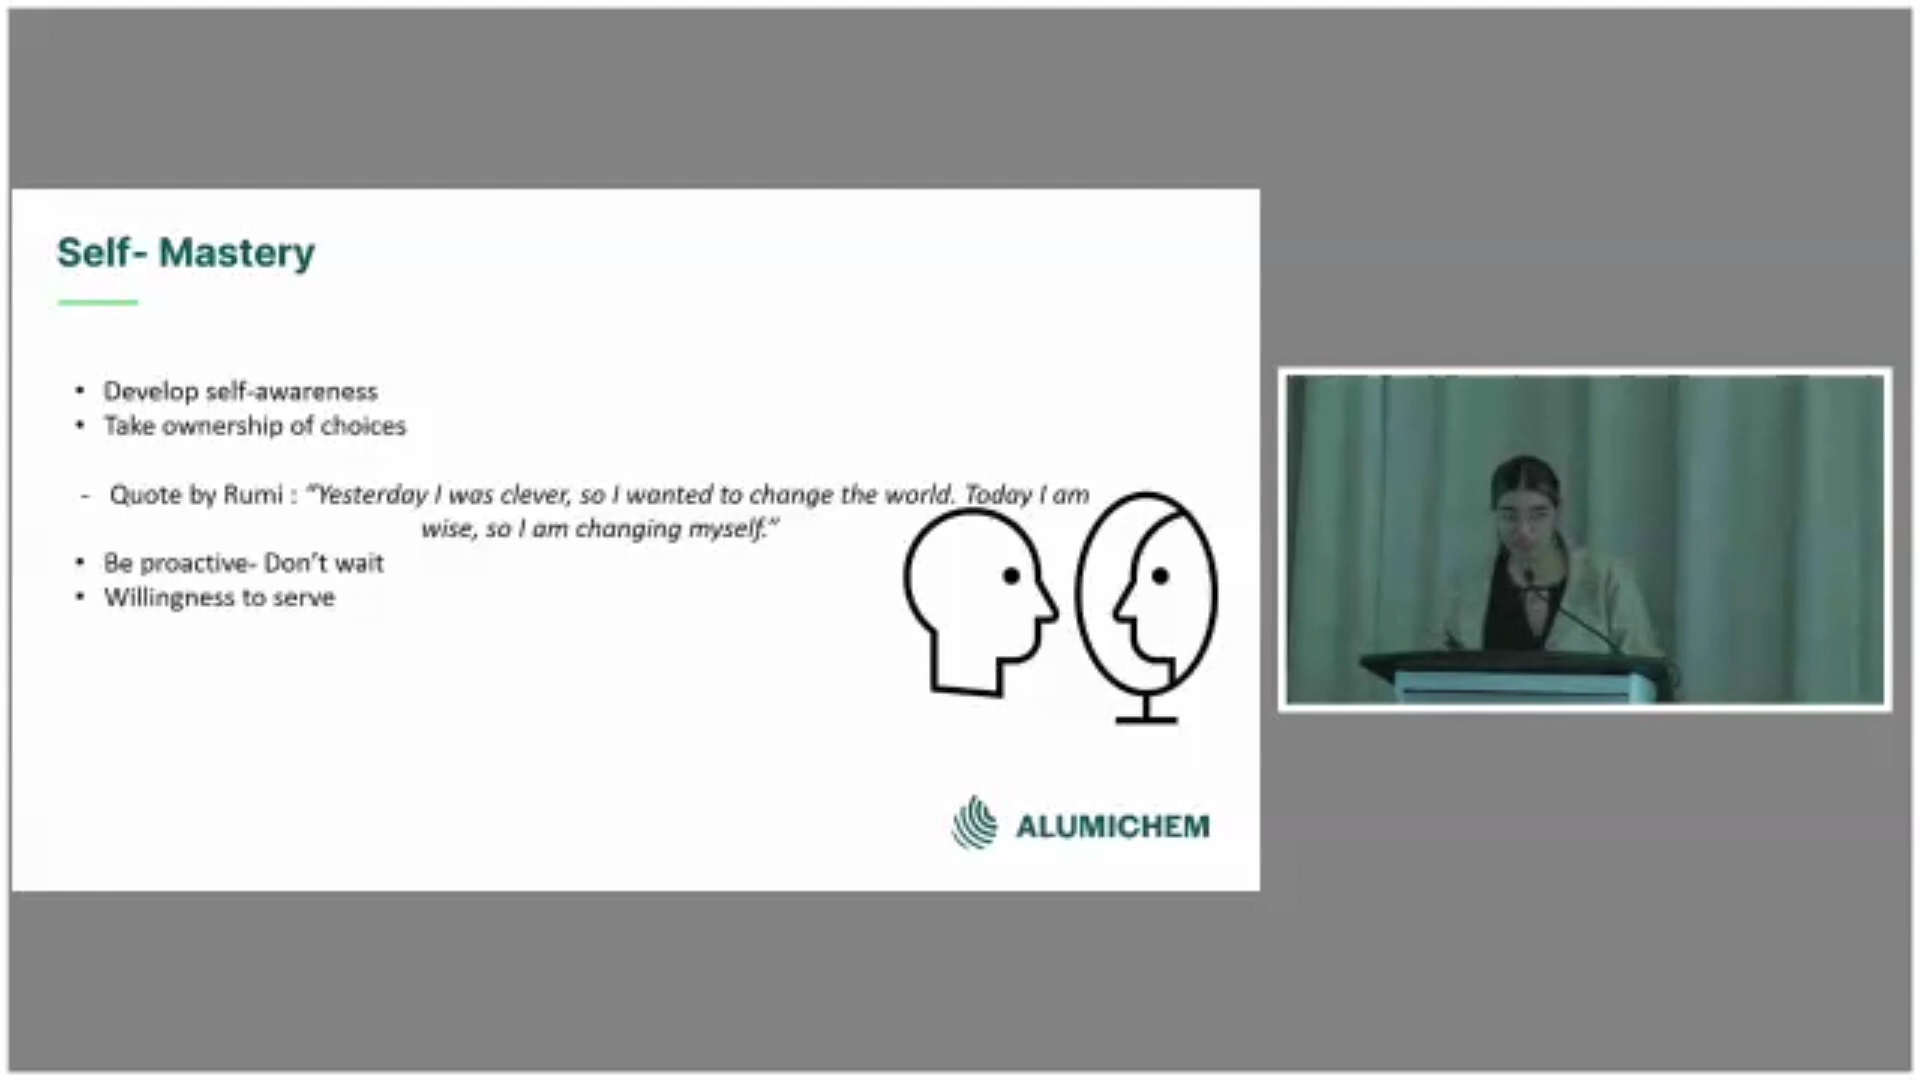 Self- Mastery
• Develop self-awareness
• Take ownership of choices
- Quote by Rumi : “Yesterday I was clever, so I wanted to change the world. Today I am
wise, so I am changing myself.”
• Be proactive- Don’t wait
• Willingness to serve
ALUMICHEM